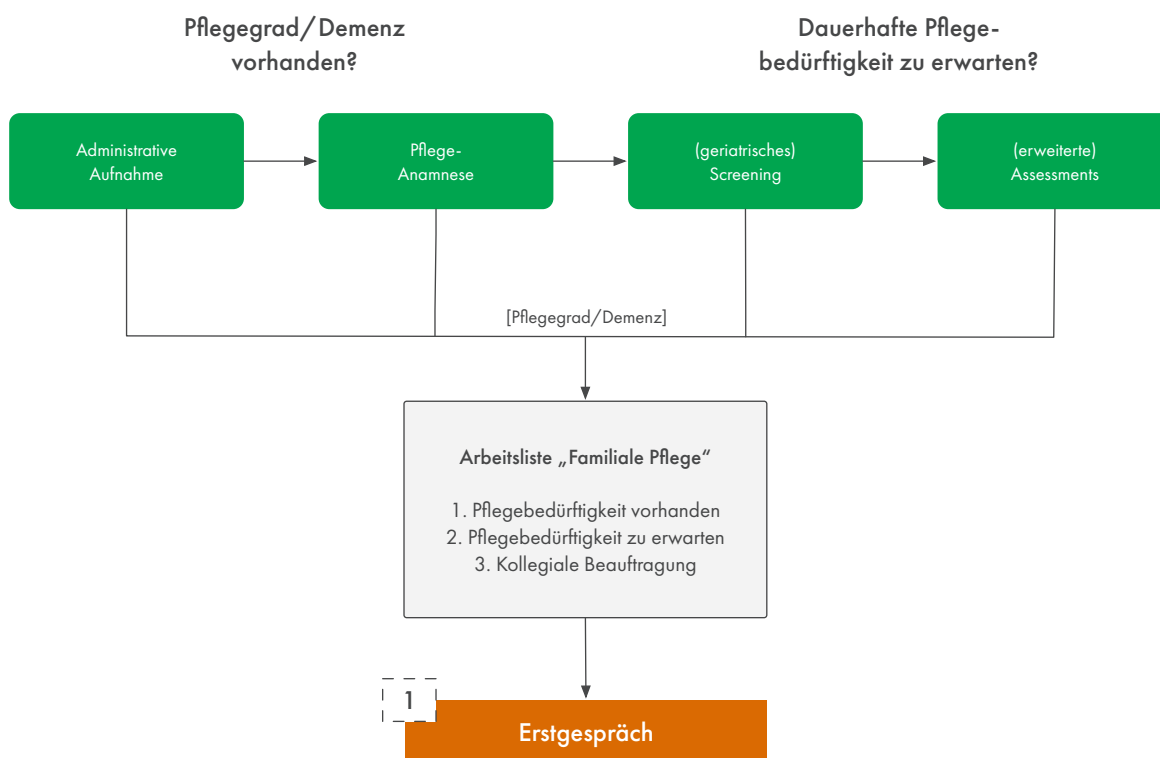 Pflegegrad/Demenz
vorhanden?
Dauerhafte Pflege-
bedürftigkeit zu erwarten?
Administrative
Aufnahme
Pflege-
Anamnese
(geriatrisches)
Screening
(erweiterte)
Assessments
[Pflegegrad/Demenz]
Arbeitsliste „Familiale Pflege“
1. Pflegebedürftigkeit vorhanden
2. Pflegebedürftigkeit zu erwarten
3. Kollegiale Beauftragung
1
Erstgespräch